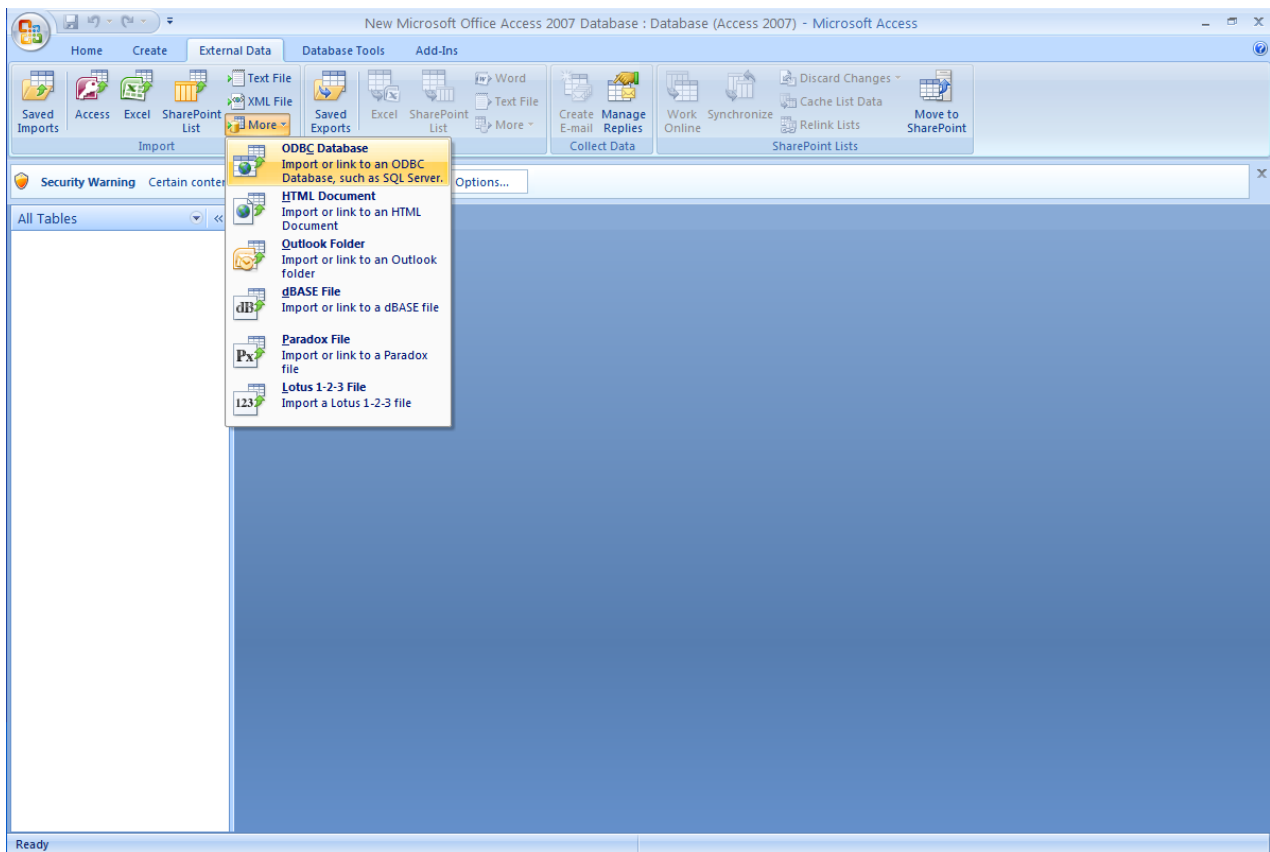 New Microsoft Office Access 2007 Database : Database (Access 2007) - Microsoft Access
Home Create External Data Database Tools Add-Ins
Saved Imports
Access
Excel
SharePoint List
Text File
XML File
More
Import
Saved Exports
Excel
SharePoint List
Word
Text File
More
Create E-mail
Manage Replies
Collect Data
Work Online
Synchronize
Discard Changes
Cache List Data
Relink Lists
Move to SharePoint
SharePoint Lists
Security Warning Certain conter
Options...
All Tables
ODBC Database
Import or link to an ODBC
Database, such as SQL Server.
HTML Document
Import or link to an HTML
Document
Outlook Folder
Import or link to an Outlook
folder
dB
dBASE File
Import or link to a dBASE file
Px
Paradox File
Import or link to a Paradox
file
123
Lotus 1-2-3 File
Import a Lotus 1-2-3 file
Ready